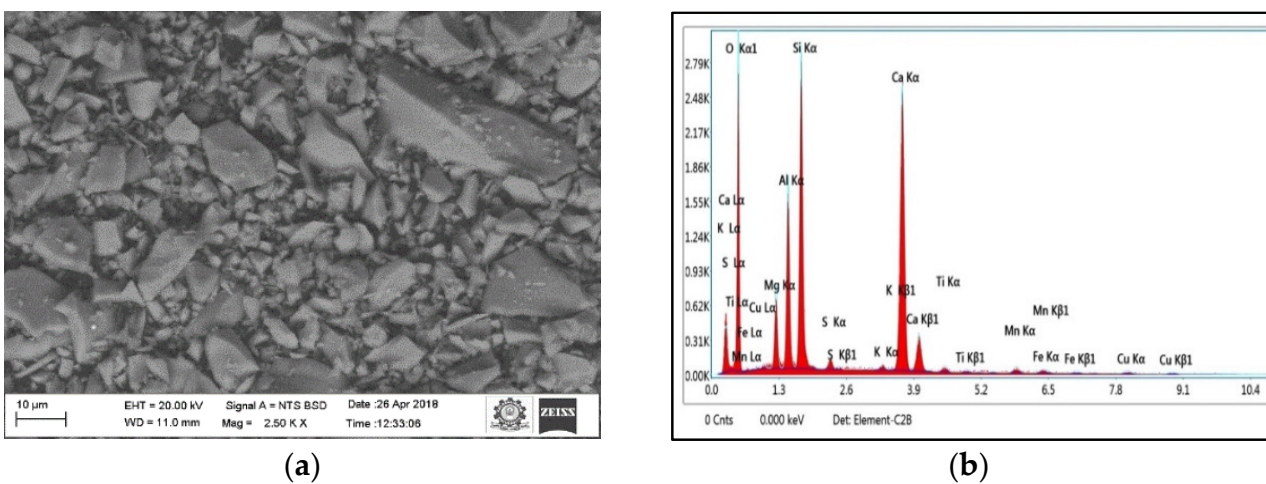 10 µm
EHT = 20.00 kV Signal A = NTS BSD Date :26 Apr 2018
WD = 11.0 mm Mag = 2.50 K X Time :12:33:06
ZEISS
(a)
2.79K
2.48K
2.17K
1.86K
1.55K
1.24K
0.93K
0.62K
0.31K
0.00K
O Kα1
Si Kα
Ca Kα
Al Kα
Ca Lα
K Lα
S Lα
Mg Kα
Ti Kα
K Kβ1
Ti Lα
Cu Lα
Mn Kβ1
S Kα
Ca Kβ1
Fe Lα
Mn Kα
Mn Lα
S Kβ1
K Kα
Ti Kβ1
Fe Kα
Fe Kβ1
Cu Kα
Cu Kβ1
0.0 1.3 2.6 3.9 5.2 6.5 7.8 9.1 10.4
0 Cnts 0.000 keV Det: Element-C2B
(b)